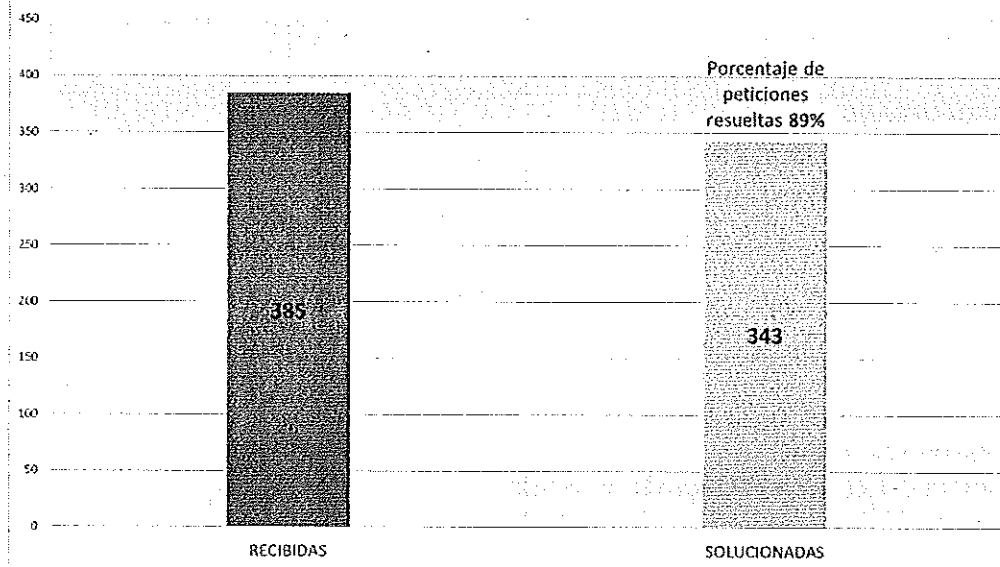 450
400
350
300
250
200
150
100
50
0
Porcentaje de
peticiones
resueltas 89%
385
343
RECIBIDAS
SOLUCIONADAS